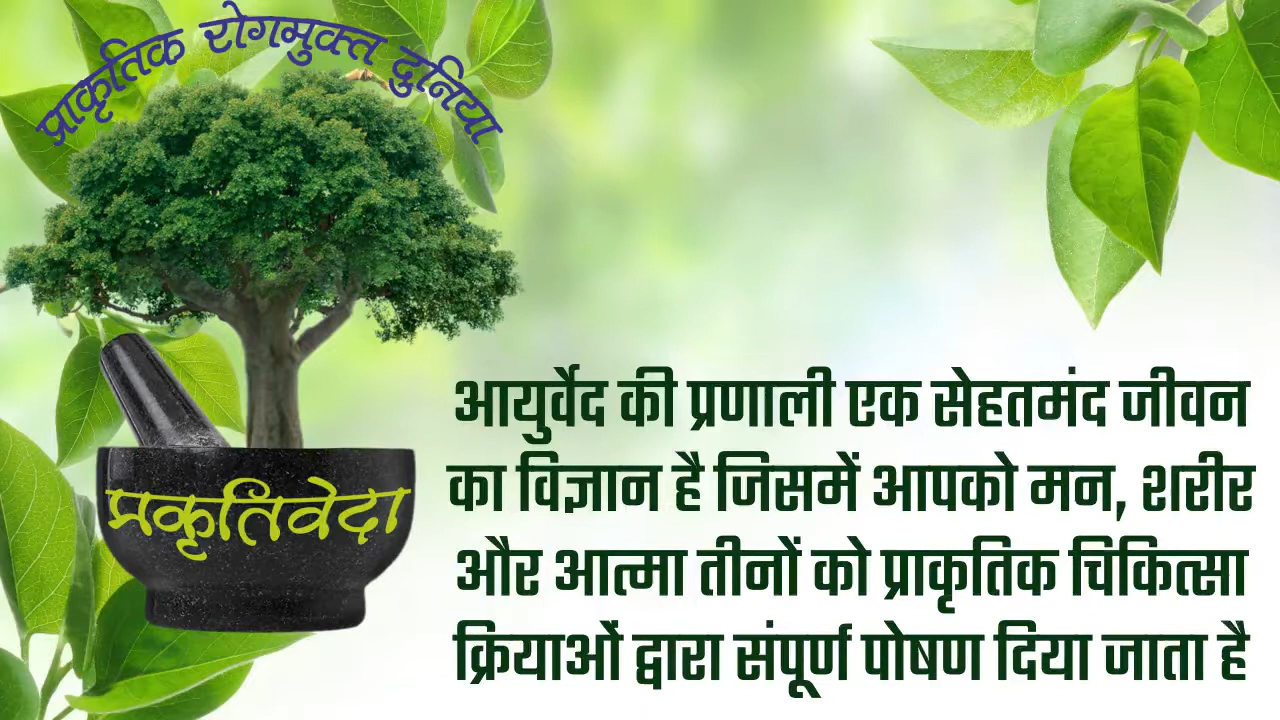 प्राकृतिक रोगमुक्त दुनिया
प्रकृतिवेदा
आयुर्वेद की प्रणाली एक सेहतमंद जीवन
का विज्ञान है जिसमें आपको मन, शरीर
और आत्मा तीनों को प्राकृतिक चिकित्सा
क्रियाओं द्वारा संपूर्ण पोषण दिया जाता है